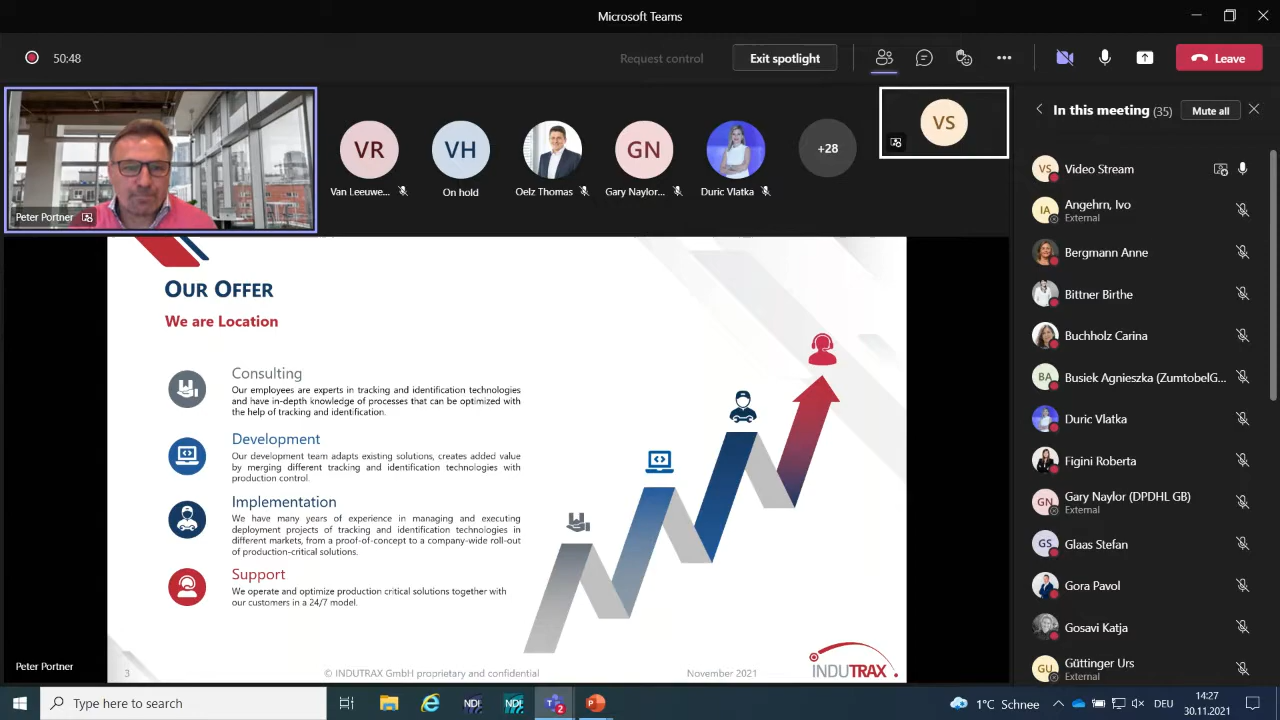 Microsoft Teams
50:48
Request control
Exit spotlight
Leave
Peter Portner
VR
Van Leeuwe...
VH
On hold
Oelz Thomas
GN
Gary Naylor...
Duric Vlatka
+28
VS
In this meeting (35)
Mute all
VS
Video Stream
IA
Angehrn, Ivo
External
Bergmann Anne
Bittner Birthe
Buchholz Carina
BA
Busiek Agnieszka (ZumtobelG...
Duric Vlatka
Figini Roberta
GN
Gary Naylor (DPDHL GB)
External
GS
Glaas Stefan
Gora Pavol
Gosavi Katja
GU
Güttinger Urs
External
OUR OFFER
We are Location
Consulting
Our employees are experts in tracking and identification technologies
and have in-depth knowledge of processes that can be optimized with
the help of tracking and identification.
Development
Our development team adapts existing solutions, creates added value
by merging different tracking and identification technologies with
production control.
Implementation
We have many years of experience in managing and executing
deployment projects of tracking and identification technologies in
different markets, from a proof-of-concept to a company-wide roll-out
of production-critical solutions.
Support
We operate and optimize production critical solutions together with
our customers in a 24/7 model.
Peter Portner
3
© INDUTRAX GmbH proprietary and confidential
November 2021
INDUTRAX
Type here to search
NDF
NDF
2
1°C Schnee
DEU
14:27
30.11.2021